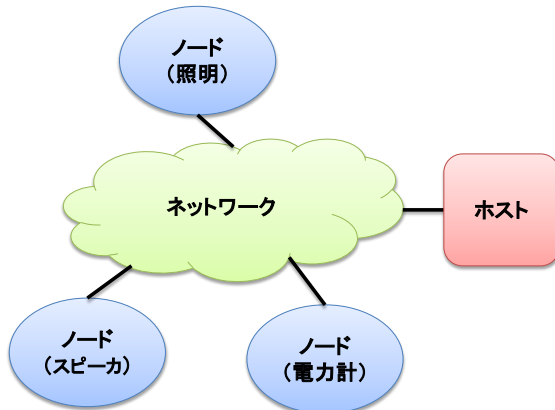 ノード
（照明）
ネットワーク
ホスト
ノード
（スピーカ）
ノード
（電力計）